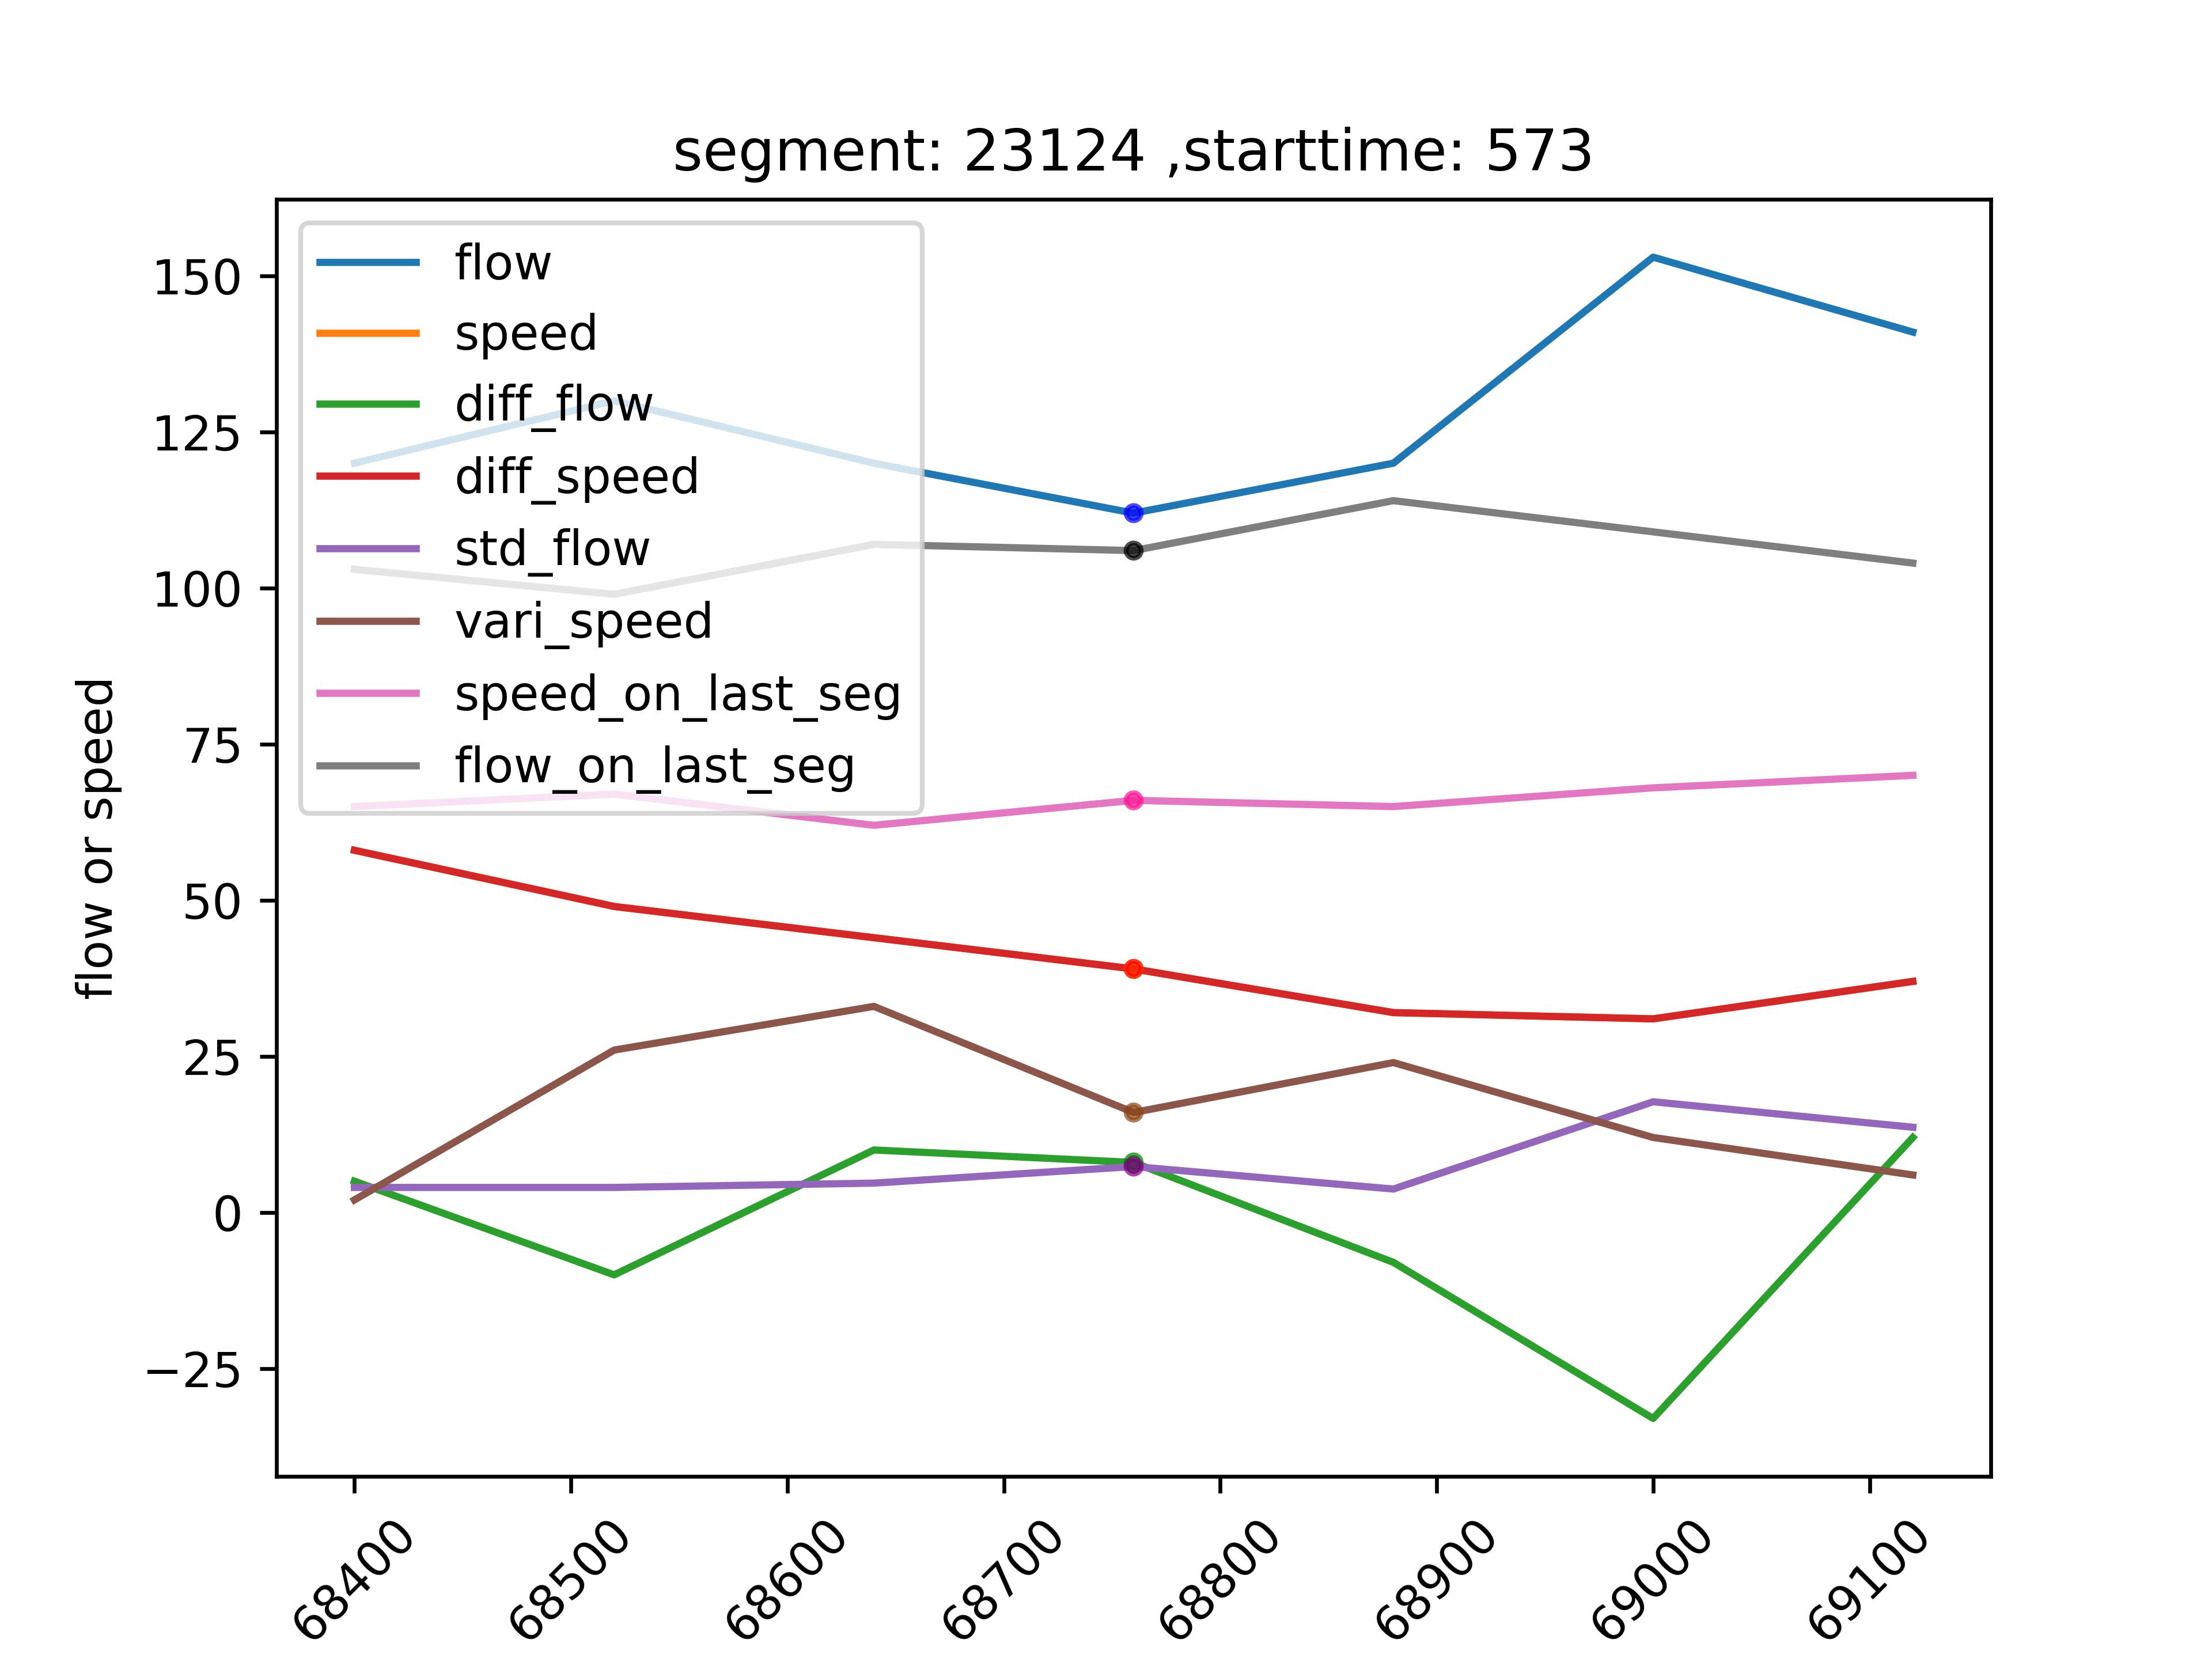 segment: 23124 ,starttime: 573
flow or speed
150
125
100
75
50
25
0
−25
flow
speed
diff_flow
diff_speed
std_flow
vari_speed
speed_on_last_seg
flow_on_last_seg
68400
68500
68600
68700
68800
68900
69000
69100